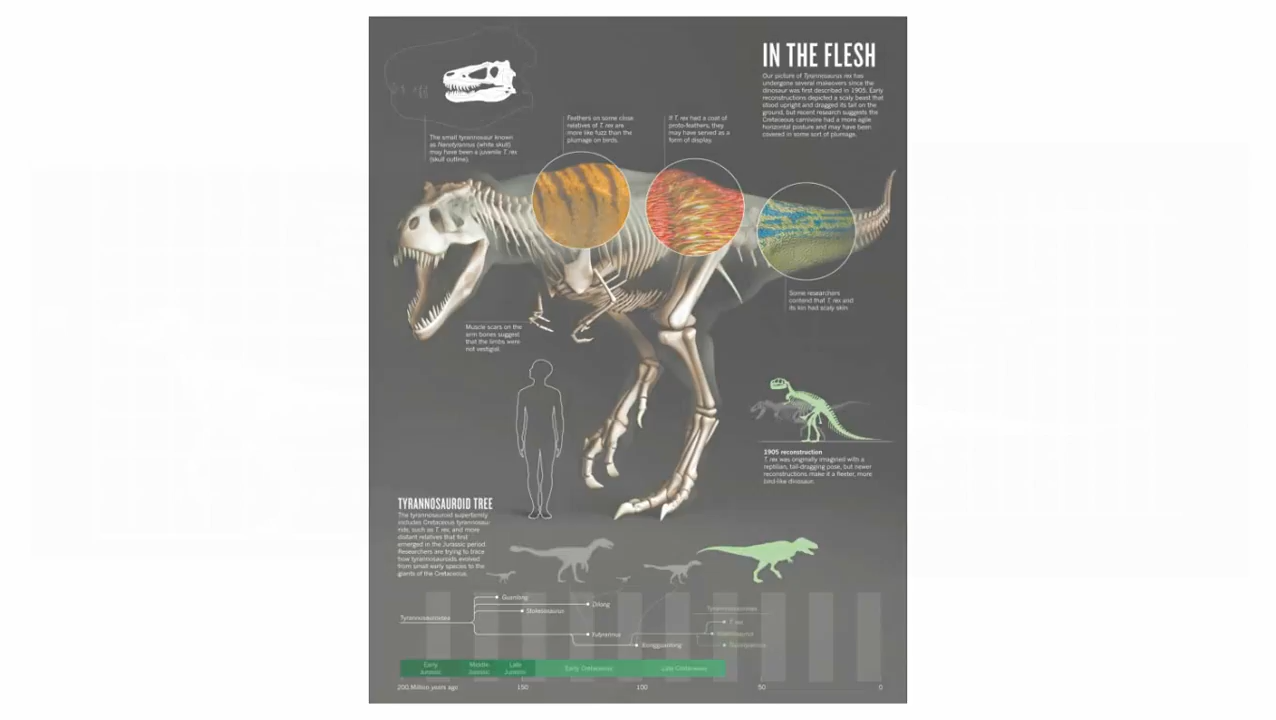 IN THE FLESH
Our picture of Tyrannosaurus rex has
undergone several makeovers since the
dinosaur was first described in 1905. Early
reconstructions depicted a scaly beast that
stood upright and dragged its tail on the
ground, but recent research suggests the
Cretaceous carnivore had a more agile
horizontal posture and may have been
covered in some sort of plumage.
The small tyrannosaur known
as Nanotyrannus (white skull)
may have been a juvenile T. rex
(skull outline).
Feathers on some close
relatives of T. rex are
more like fuzz than the
plumage on birds.
If T. rex had a coat of
proto-feathers, they
may have served as a
form of display.
Some researchers
contend that T. rex and
its kin had scaly skin
Muscle scars on the
arm bones suggest
that the limbs were
not vestigial.
1905 reconstruction
T. rex was originally imagined with a
reptilian, tail-dragging pose, but newer
reconstructions make it a fleeter, more
bird-like dinosaur.
TYRANNOSAUROID TREE
The tyrannosauroid superfamily
includes Cretaceous tyrannosau-
rids, such as T. rex, and more
distant relatives that first
emerged in the Jurassic period.
Researchers are trying to trace
how tyrannosauroids evolved
from small early species to the
giants of the Cretaceous.
Guanlong
Dilong
Stokesosaurus
Tyrannosauroidea
Tyrannosauridae
T. rex
Yutyrannus
Xiongguanlong
Early
Jurassic
Middle
Jurassic
Late
Jurassic
Early Cretaceous
Late Cretaceous
200 Million years ago
150
100
50
0